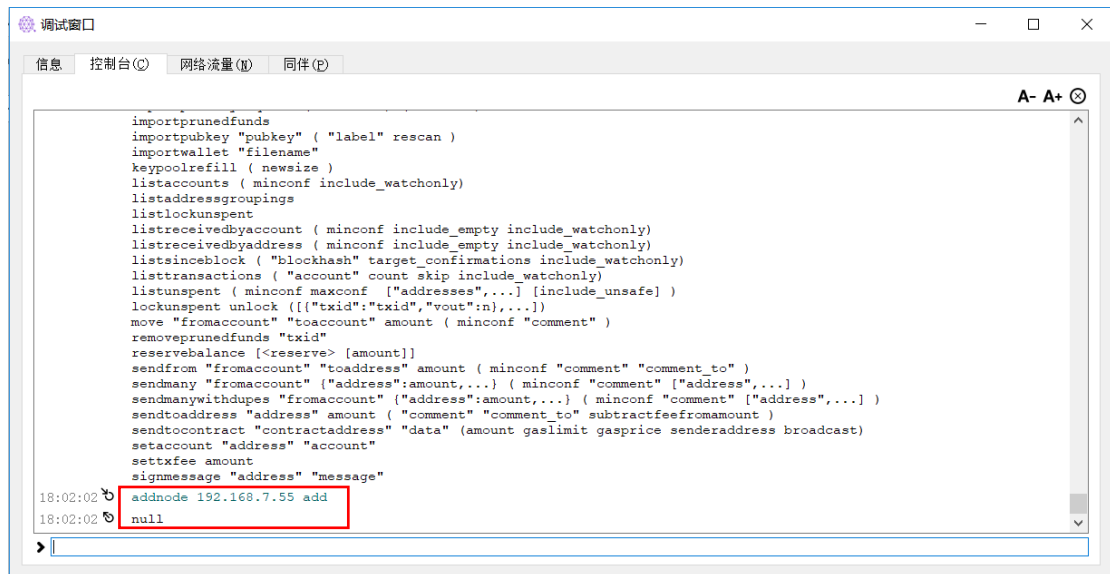 调试窗口
信息 控制台(C) 网络流量(N) 同伴(P)
A- A+
importprunedfunds
importpubkey "pubkey" ( "label" rescan )
importwallet "filename"
keypoolrefill ( newsize )
listaccounts ( minconf include_watchonly)
listaddressgroupings
listlockunspent
listreceivedbyaccount ( minconf include_empty include_watchonly)
listreceivedbyaddress ( minconf include_empty include_watchonly)
listsinceblock ( "blockhash" target_confirmations include_watchonly)
listtransactions ( "account" count skip include_watchonly)
listunspent ( minconf maxconf  ["addresses",...] [include_unsafe] )
lockunspent unlock ([{"txid":"txid","vout":n},...])
move "fromaccount" "toaccount" amount ( minconf "comment" )
removeprunedfunds "txid"
reservebalance [<reserve> [amount]]
sendfrom "fromaccount" "toaddress" amount ( minconf "comment" "comment_to" )
sendmany "fromaccount" {"address":amount,...} ( minconf "comment" ["address",...] )
sendmanywithdupes "fromaccount" {"address":amount,...} ( minconf "comment" ["address",...] )
sendtoaddress "address" amount ( "comment" "comment_to" subtractfeefromamount )
sendtocontract "contractaddress" "data" (amount gaslimit gasprice senderaddress broadcast)
setaccount "address" "account"
settxfee amount
signmessage "address" "message"
18:02:02 addnode 192.168.7.55 add
18:02:02 null